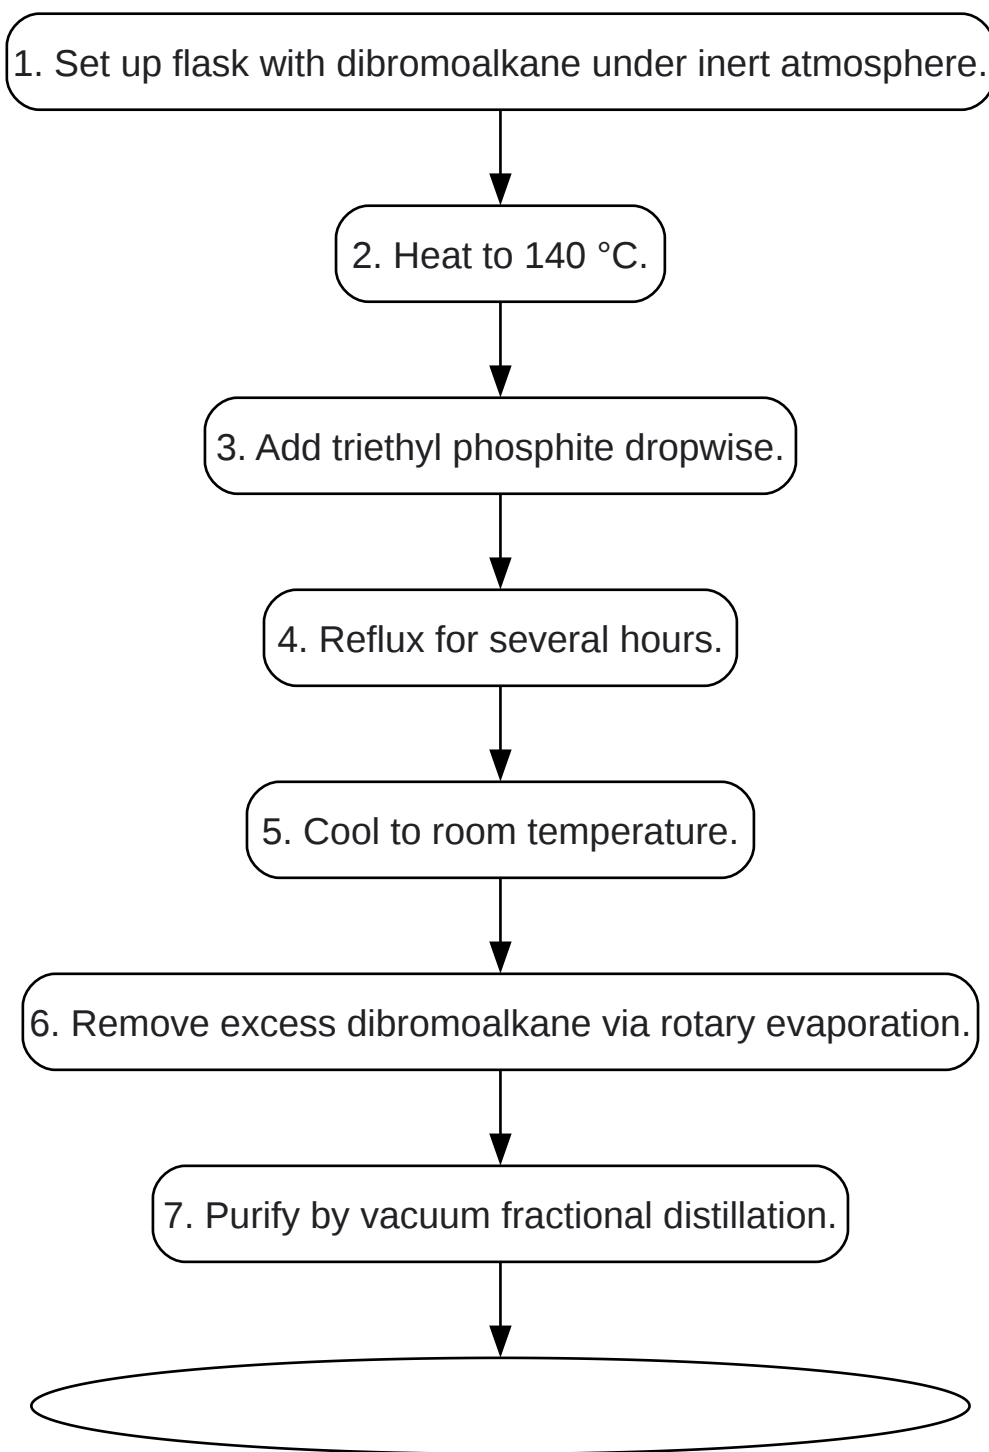 1. Set up flask with dibromoalkane under inert atmosphere.
2. Heat to 140 °C.
3. Add triethyl phosphite dropwise.
4. Reflux for several hours.
5. Cool to room temperature.
6. Remove excess dibromoalkane via rotary evaporation.
7. Purify by vacuum fractional distillation.